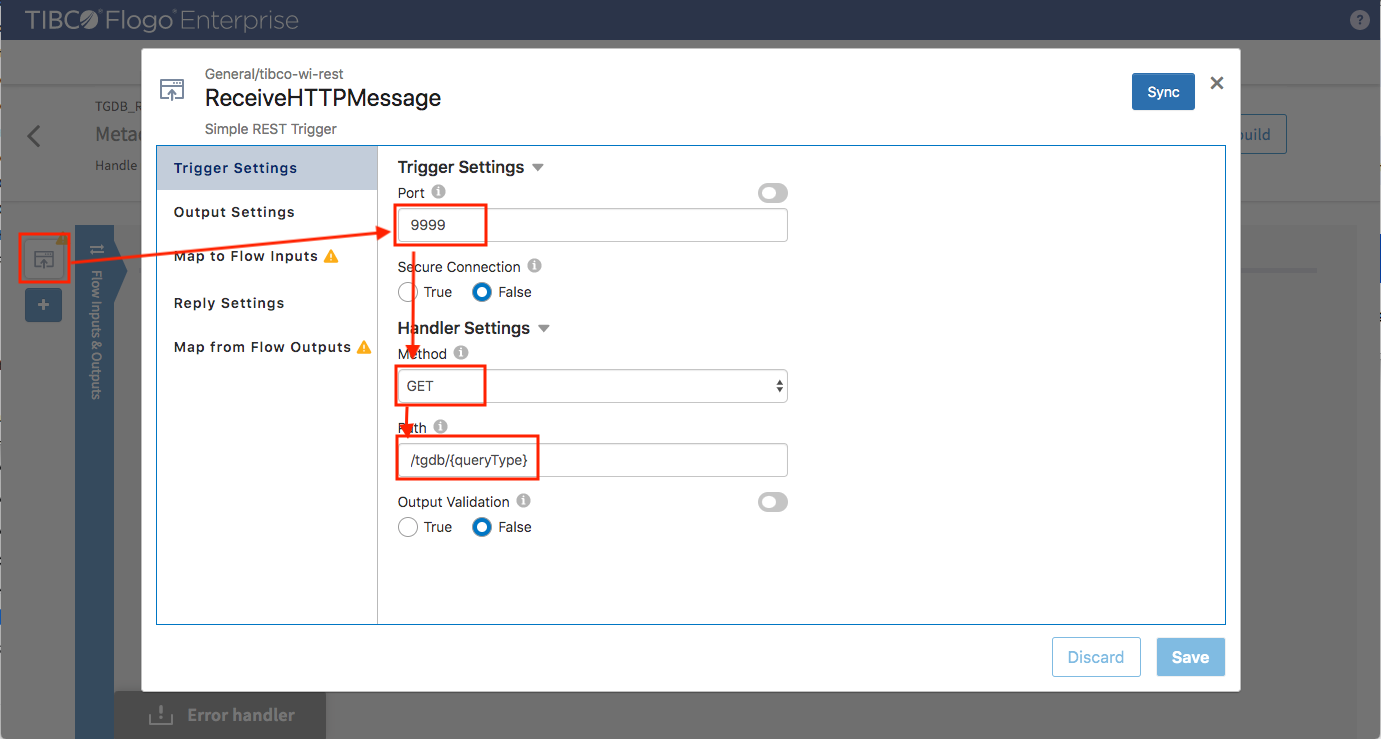 TIBCO® Flogo® Enterprise
?
General/tibco-wi-rest
ReceiveHTTPMessage
Simple REST Trigger
Sync
TGDB_R
Metad
Handle
uild
Trigger Settings
Output Settings
Map to Flow Inputs
Reply Settings
Map from Flow Outputs
Trigger Settings
Port
9999
Secure Connection
True
False
Handler Settings
Method
GET
Path
/tgdb/{queryType}
Output Validation
True
False
Flow Inputs & Outputs
Discard
Save
Error handler